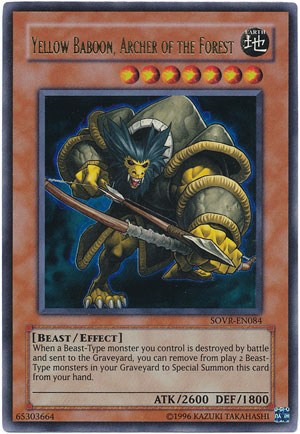 Yellow Baboon, Archer of the Forest
EARTH
地
SOVR-EN084
[Beast/Effect]
When a Beast-Type monster you control is destroyed by battle
and sent to the Graveyard, you can remove from play 2 Beast-
Type monsters in your Graveyard to Special Summon this card
from your hand.
ATK/2600 DEF/1800
65303664
©1996 KAZUKI TAKAHASHI